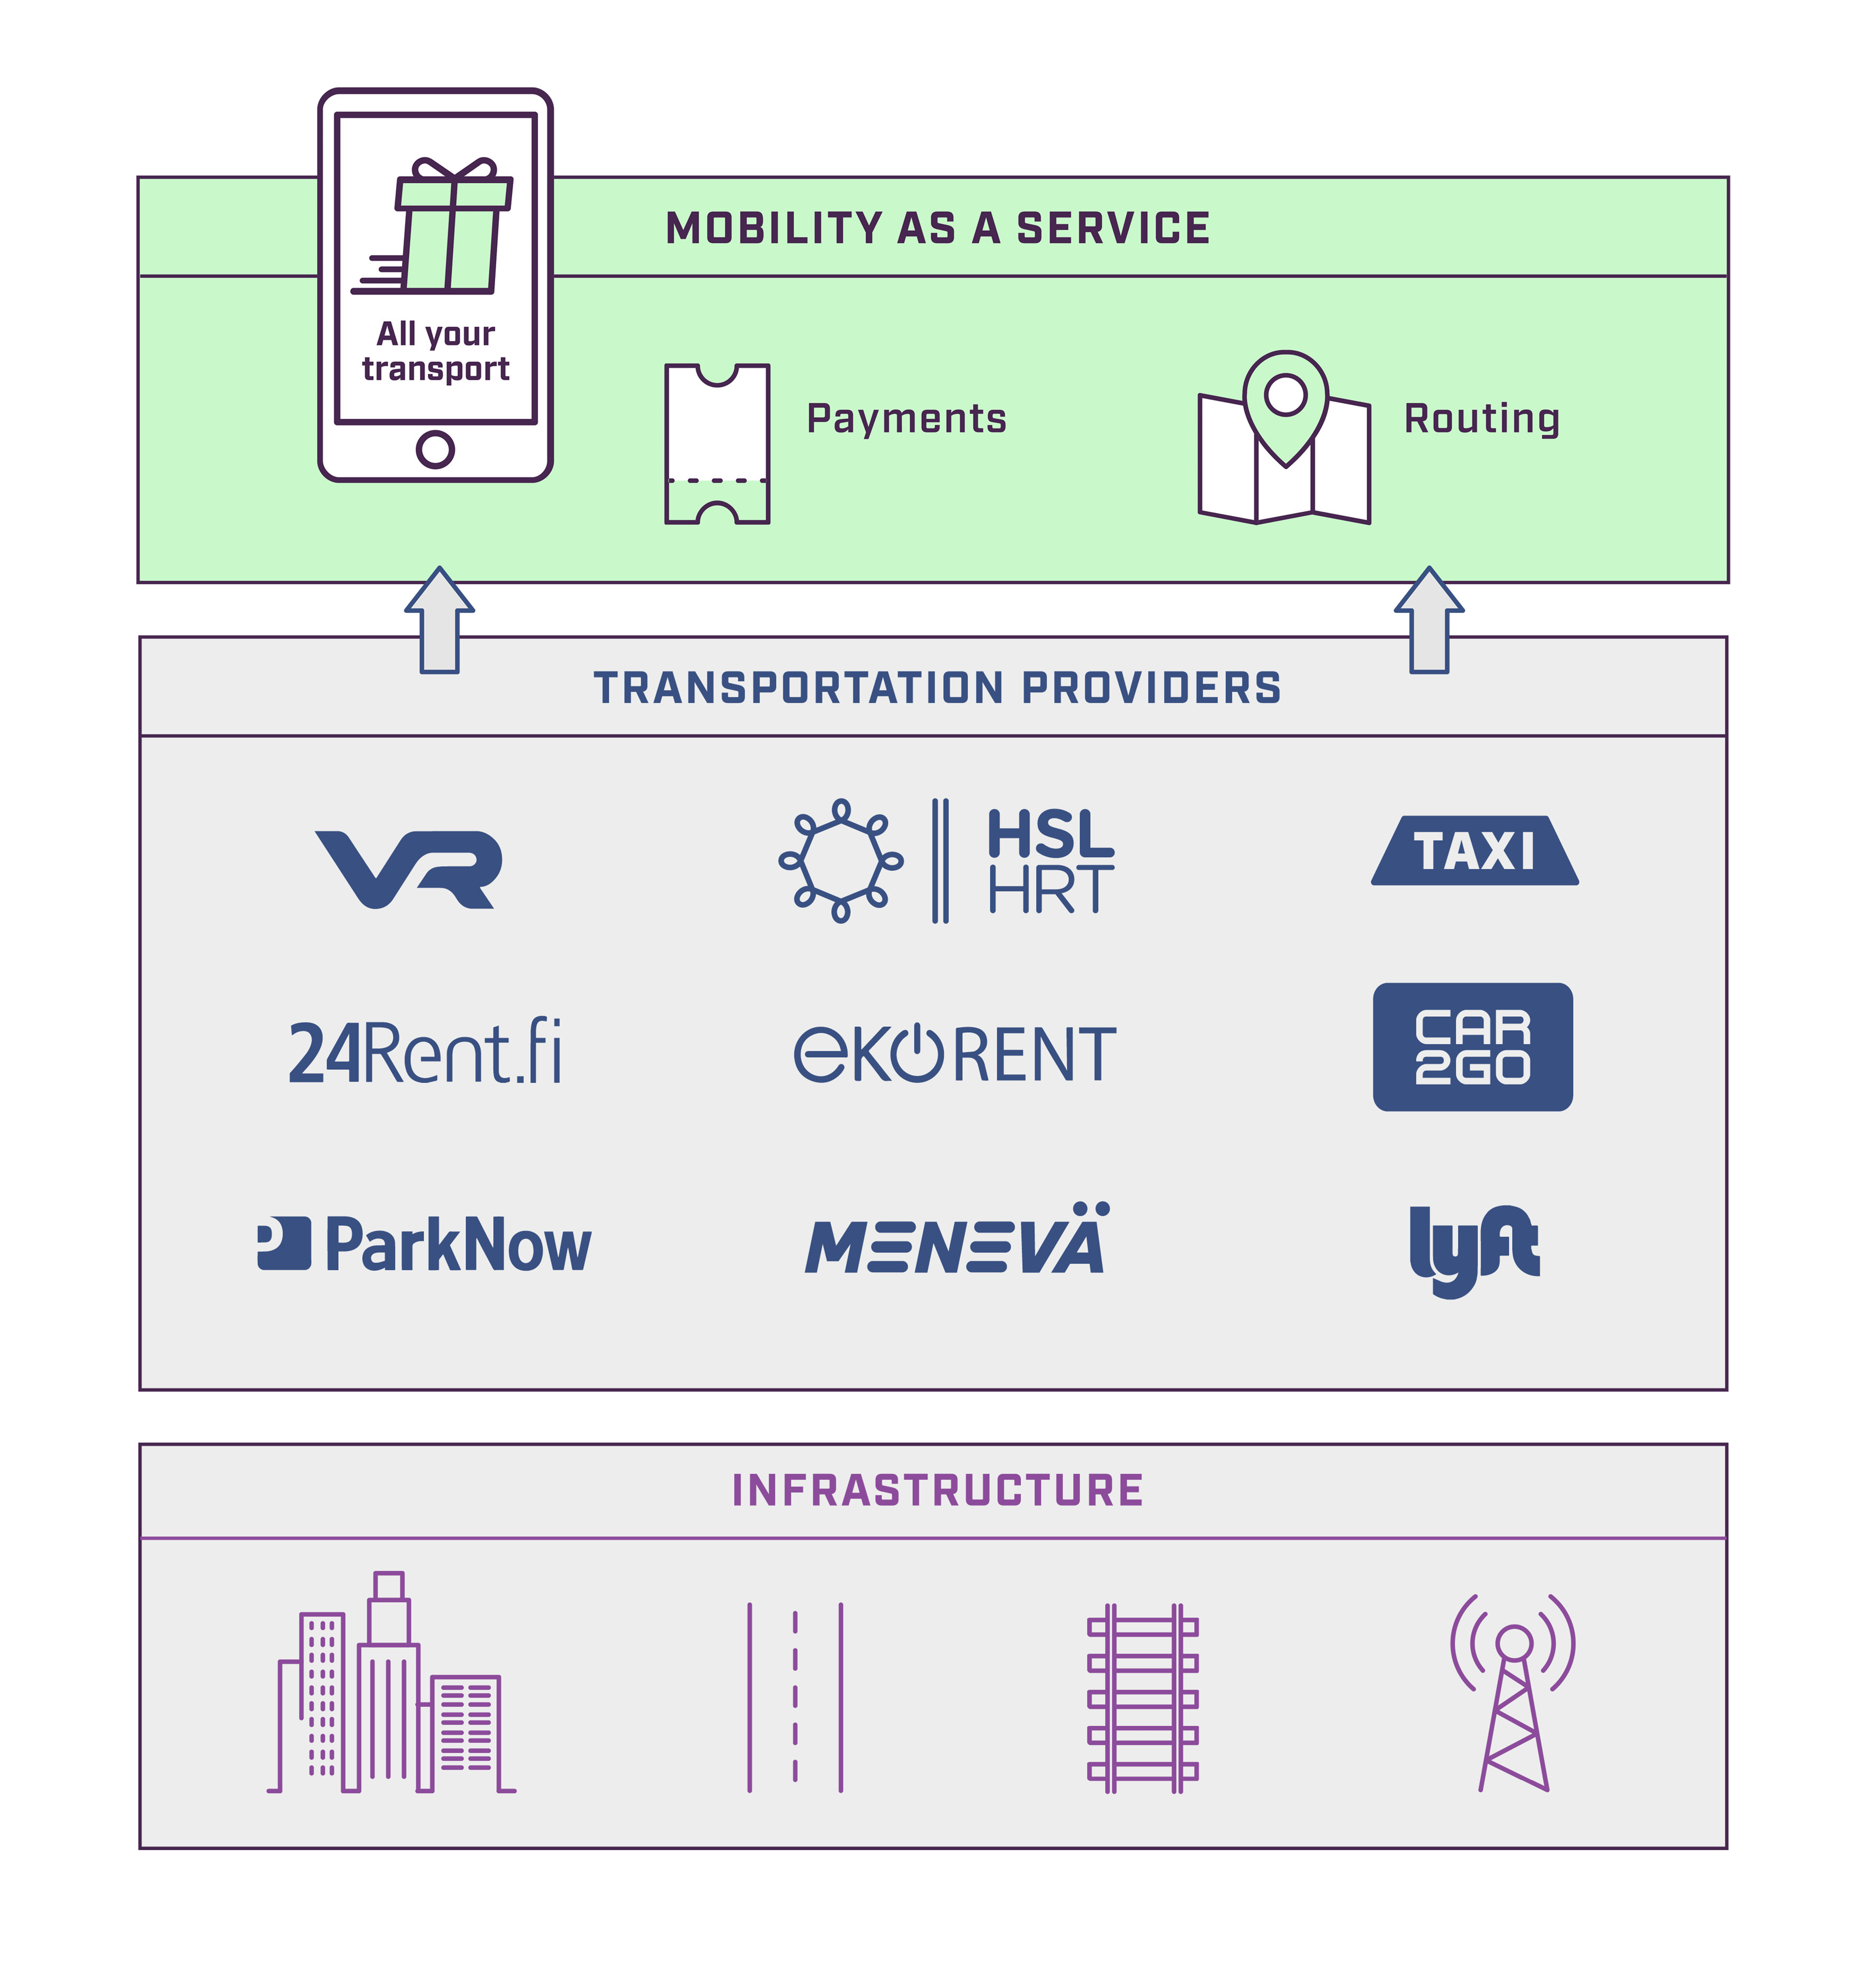 MOBILITY AS A SERVICE
All your
transport
Payments
Routing
TRANSPORTATION PROVIDERS
VR
HSL
HRT
TAXI
24Rent.fi
eKORENT
CAR
2GO
ParkNow
MENEVÄ
lyft
INFRASTRUCTURE